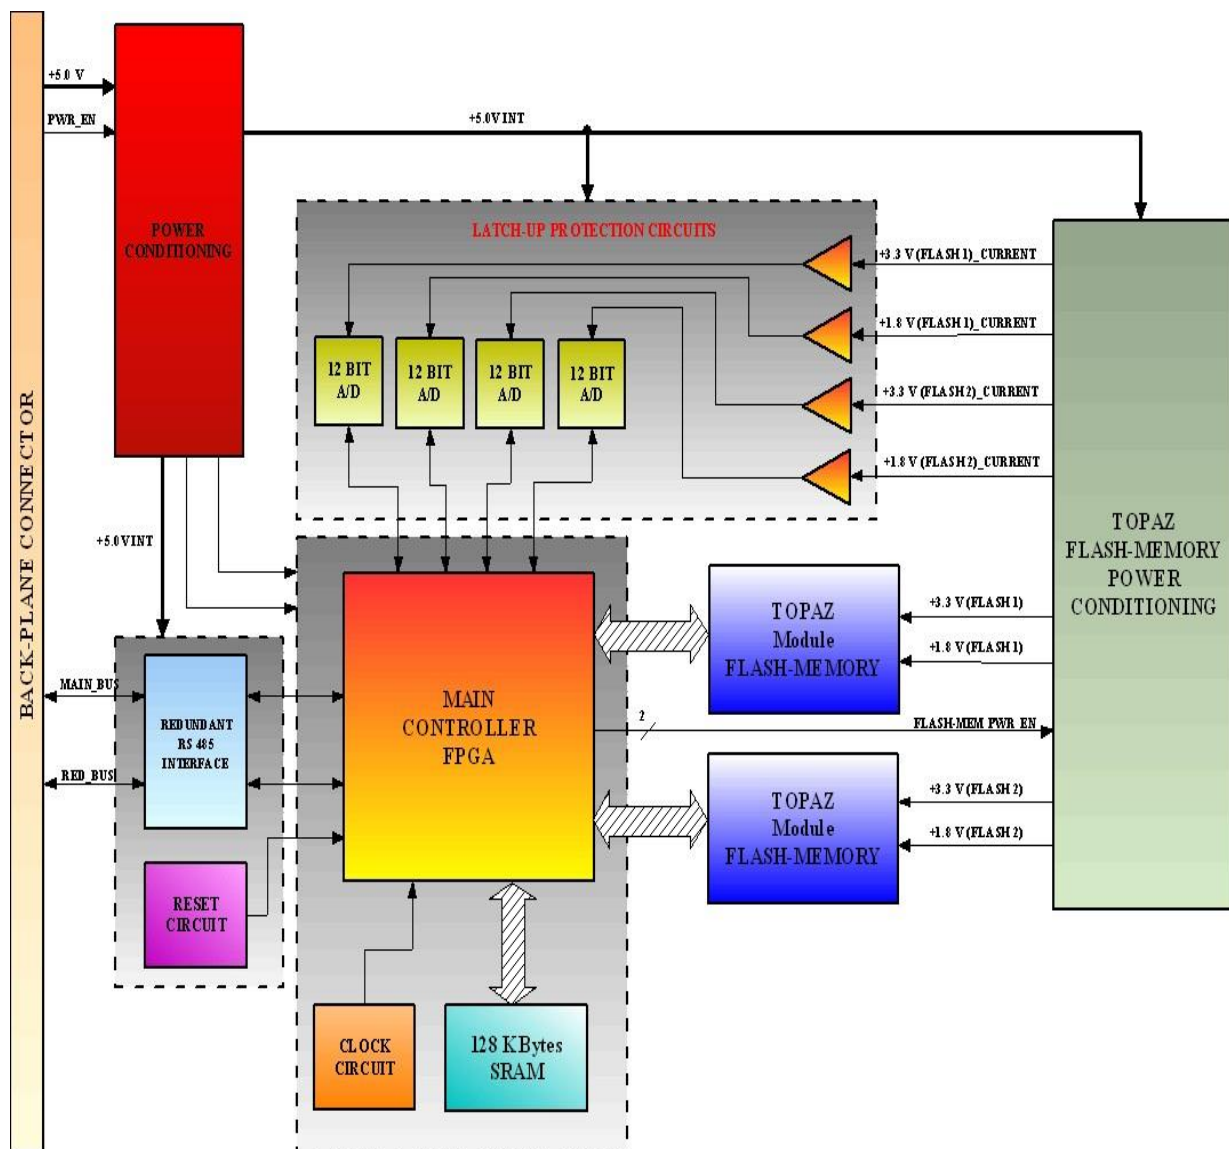 +5.0 V
PWR_EN
+5.0V INT
POWER
CONDITIONING
LATCH-UP PROTECTION CIRCUITS
+3.3 V (FLASH 1)_CURRENT
+1.8 V (FLASH 1)_CURRENT
+3.3 V (FLASH 2)_CURRENT
+1.8 V (FLASH 2)_CURRENT
12 BIT
A/D
12 BIT
A/D
12 BIT
A/D
12 BIT
A/D
BACK-PLANE CONNECTOR
+5.0V INT
TOPAZ
FLASH-MEMORY
POWER
CONDITIONING
TOPAZ
Module
FLASH-MEMORY
+3.3 V (FLASH 1)
+1.8 V (FLASH 1)
MAIN_BUS
RED_BUS
REDUNDANT
RS 485
INTERFACE
MAIN
CONTROLLER
FPGA
2
FLASH-MEM PWR_EN
TOPAZ
Module
FLASH-MEMORY
+3.3 V (FLASH 2)
+1.8 V (FLASH 2)
RESET
CIRCUIT
CLOCK
CIRCUIT
128 KBytes
SRAM